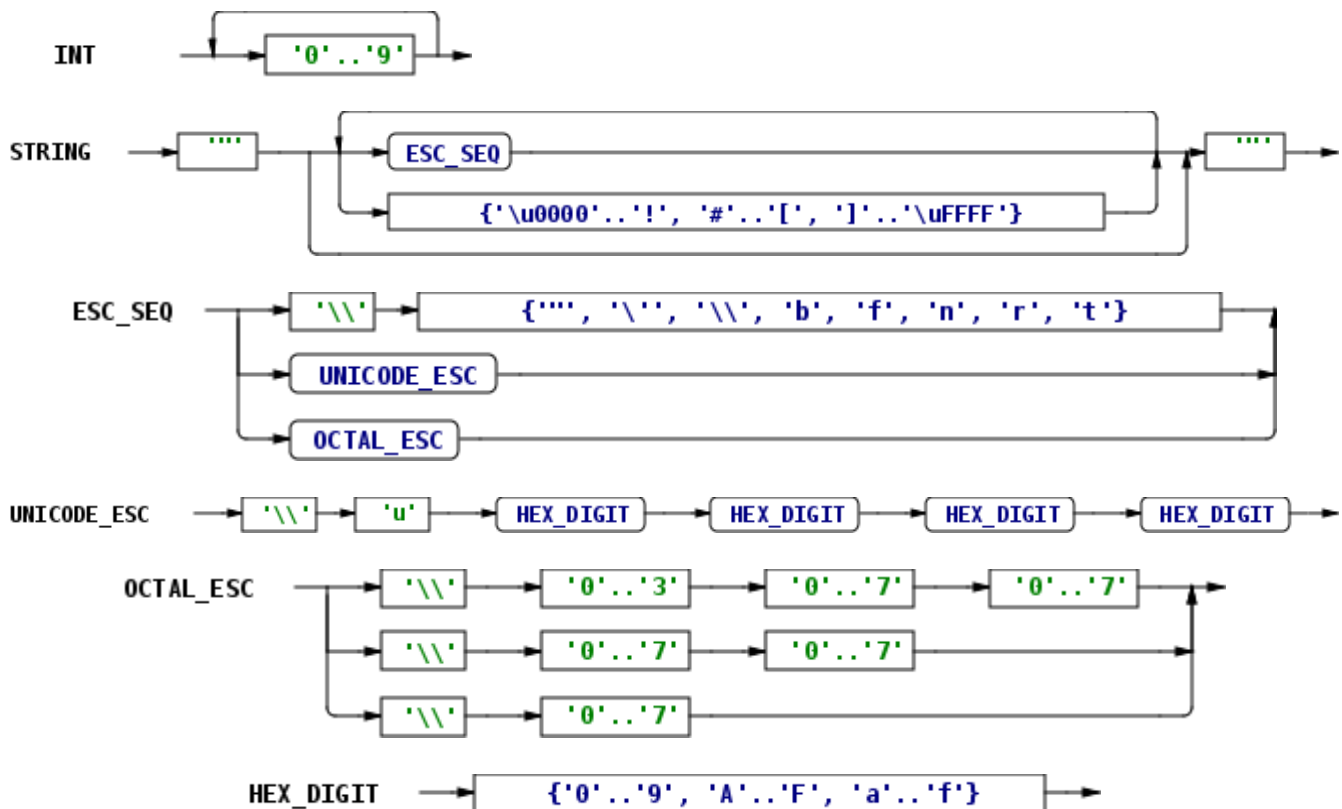 INT '0'..'9'
STRING '"' ESC_SEQ '"'
{'\u0000'..'!', '#'..'[', ']'..'\uFFFF'}
ESC_SEQ '\\' {'"', '\'', '\\', 'b', 'f', 'n', 'r', 't'}
UNICODE_ESC
OCTAL_ESC
UNICODE_ESC '\\' 'u' HEX_DIGIT HEX_DIGIT HEX_DIGIT HEX_DIGIT
OCTAL_ESC '\\' '0'..'3' '0'..'7' '0'..'7'
'\\' '0'..'7' '0'..'7'
'\\' '0'..'7'
HEX_DIGIT {'0'..'9', 'A'..'F', 'a'..'f'}